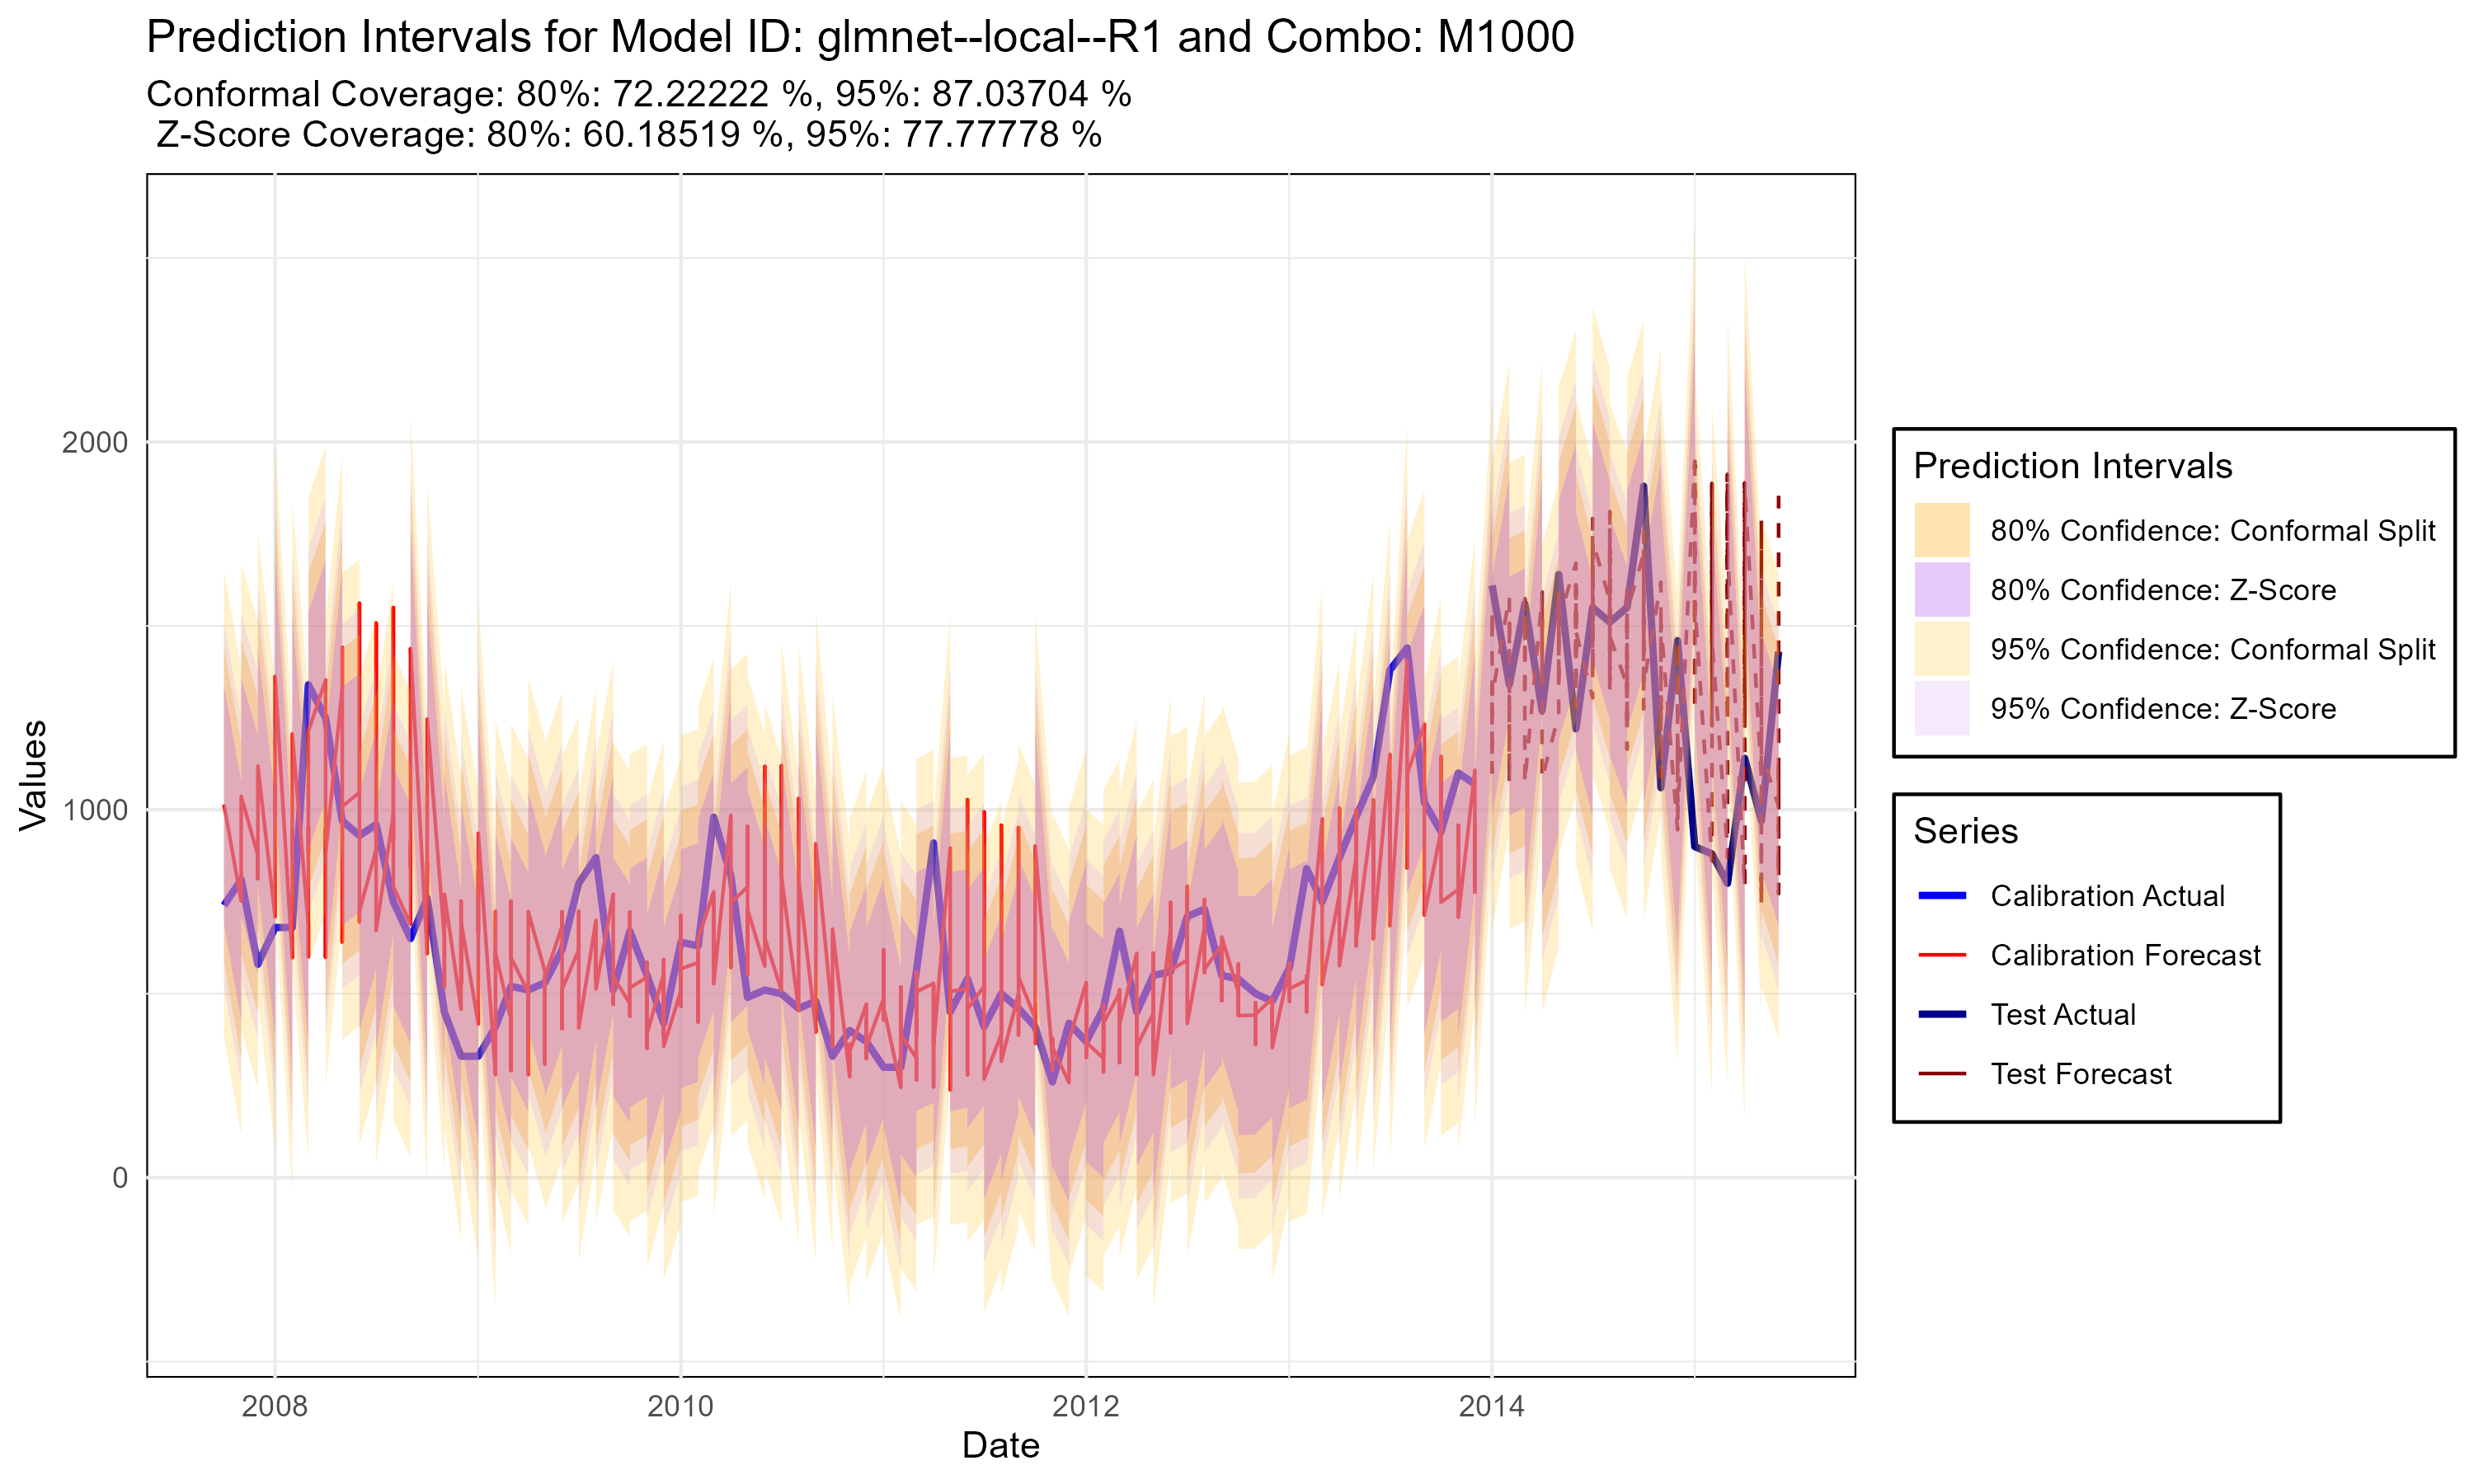 Prediction Intervals for Model ID: glmnet--local--R1 and Combo: M1000
Conformal Coverage: 80%: 72.22222 %, 95%: 87.03704 %
Z-Score Coverage: 80%: 60.18519 %, 95%: 77.77778 %
Values
2000
1000
0
2008
2010
2012
2014
Date
Prediction Intervals
80% Confidence: Conformal Split
80% Confidence: Z-Score
95% Confidence: Conformal Split
95% Confidence: Z-Score
Series
Calibration Actual
Calibration Forecast
Test Actual
Test Forecast